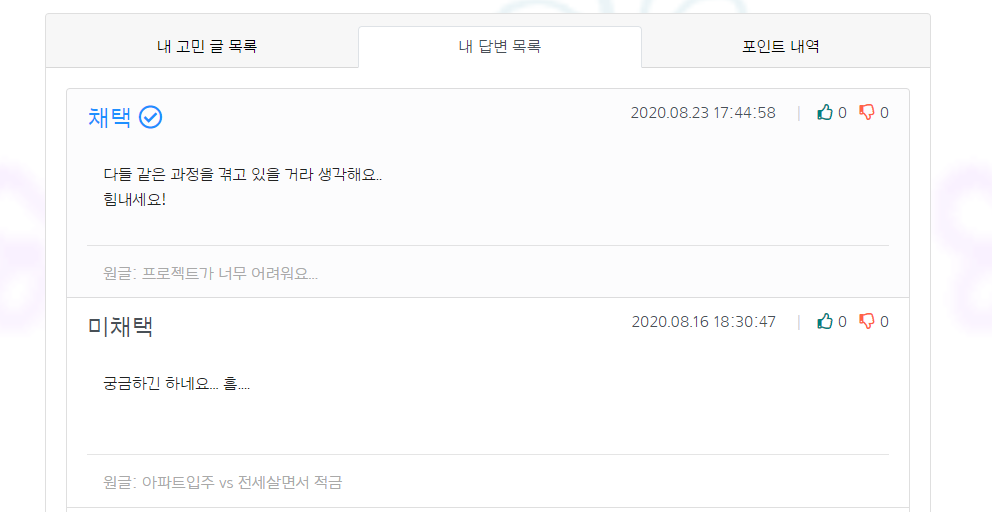 내 고민 글 목록 내 답변 목록 포인트 내역
채택 2020.08.23 17:44:58 | 0 0
다들 같은 과정을 겪고 있을 거라 생각해요..
힘내세요!
원글: 프로젝트가 너무 어려워요...
미채택 2020.08.16 18:30:47 | 0 0
궁금하긴 하네요... 흠....
원글: 아파트입주 vs 전세살면서 적금